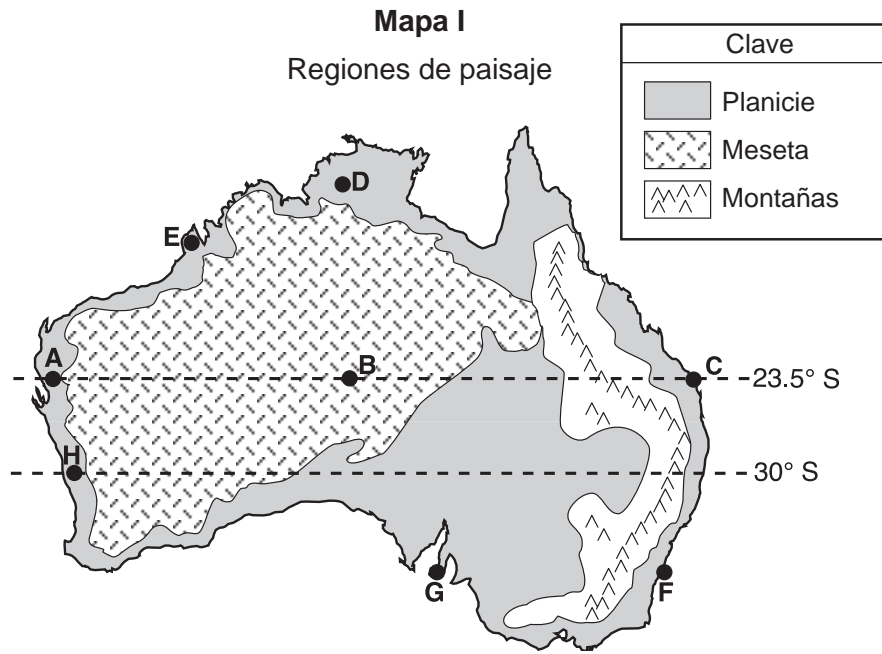 Mapa I
Regiones de paisaje
Clave
Planicie
Meseta
Montañas
D
E
A
B
C
23.5° S
H
30° S
G
F